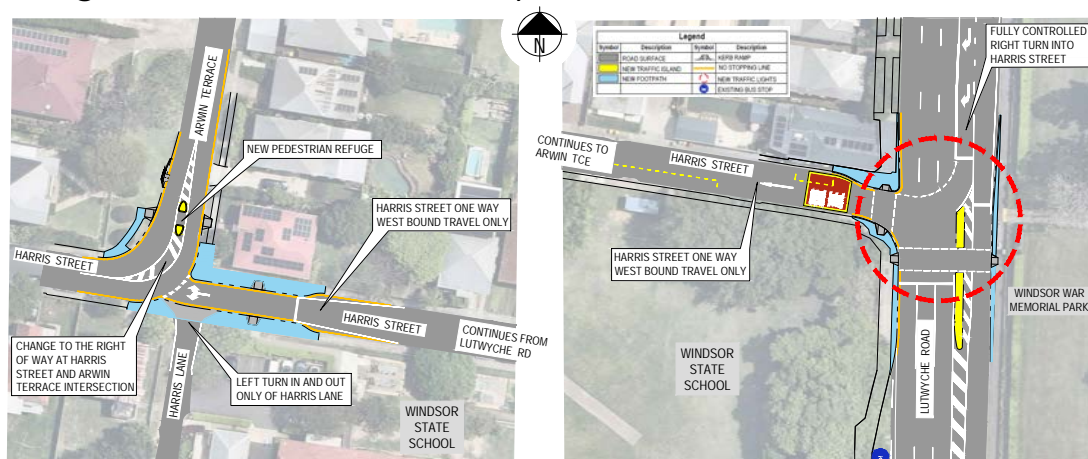 ARWIN TERRACE
NEW PEDESTRIAN REFUGE
HARRIS STREET ONE WAY
WEST BOUND TRAVEL ONLY
HARRIS STREET
HARRIS STREET
CONTINUES FROM
LUTWYCHE RD
CHANGE TO THE RIGHT
OF WAY AT HARRIS
STREET AND ARWIN
TERRACE INTERSECTION
HARRIS LANE
LEFT TURN IN AND OUT
ONLY OF HARRIS LANE
WINDSOR
STATE
SCHOOL
N
Legend
Symbol Description Symbol Description
ROAD SURFACE KERB RAMP
NEW TRAFFIC ISLAND NO STOPPING LINE
NEW FOOTPATH NEW TRAFFIC LIGHTS
EXISTING BUS STOP
FULLY CONTROLLED
RIGHT TURN INTO
HARRIS STREET
CONTINUES TO
ARWIN TCE
HARRIS STREET
HARRIS STREET ONE WAY
WEST BOUND TRAVEL ONLY
WINDSOR WAR
MEMORIAL PARK
WINDSOR
STATE
SCHOOL
LUTWYCHE ROAD